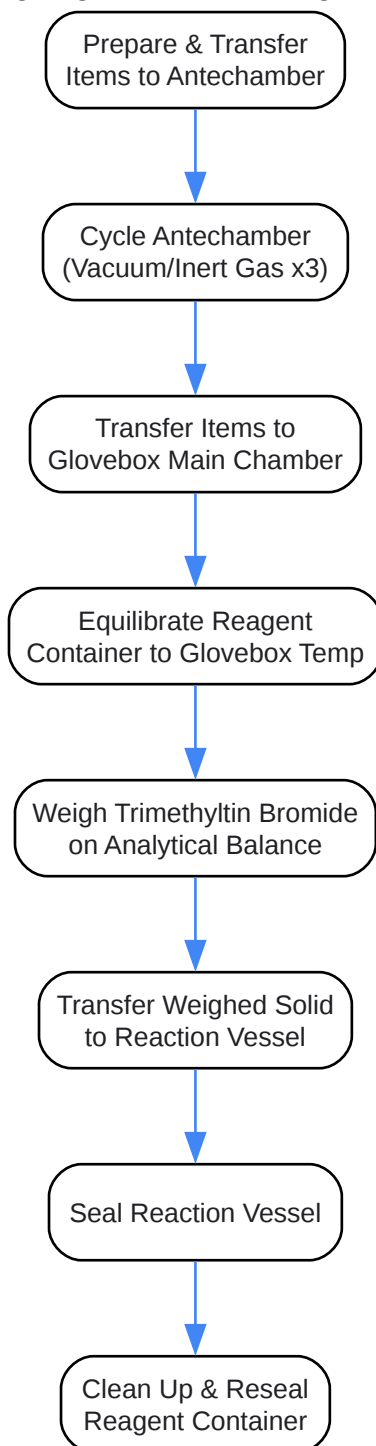 Prepare & Transfer
Items to Antechamber
Cycle Antechamber
(Vacuum/Inert Gas x3)
Transfer Items to
Glovebox Main Chamber
Equilibrate Reagent
Container to Glovebox Temp
Weigh Trimethyltin Bromide
on Analytical Balance
Transfer Weighed Solid
to Reaction Vessel
Seal Reaction Vessel
Clean Up & Reseal
Reagent Container